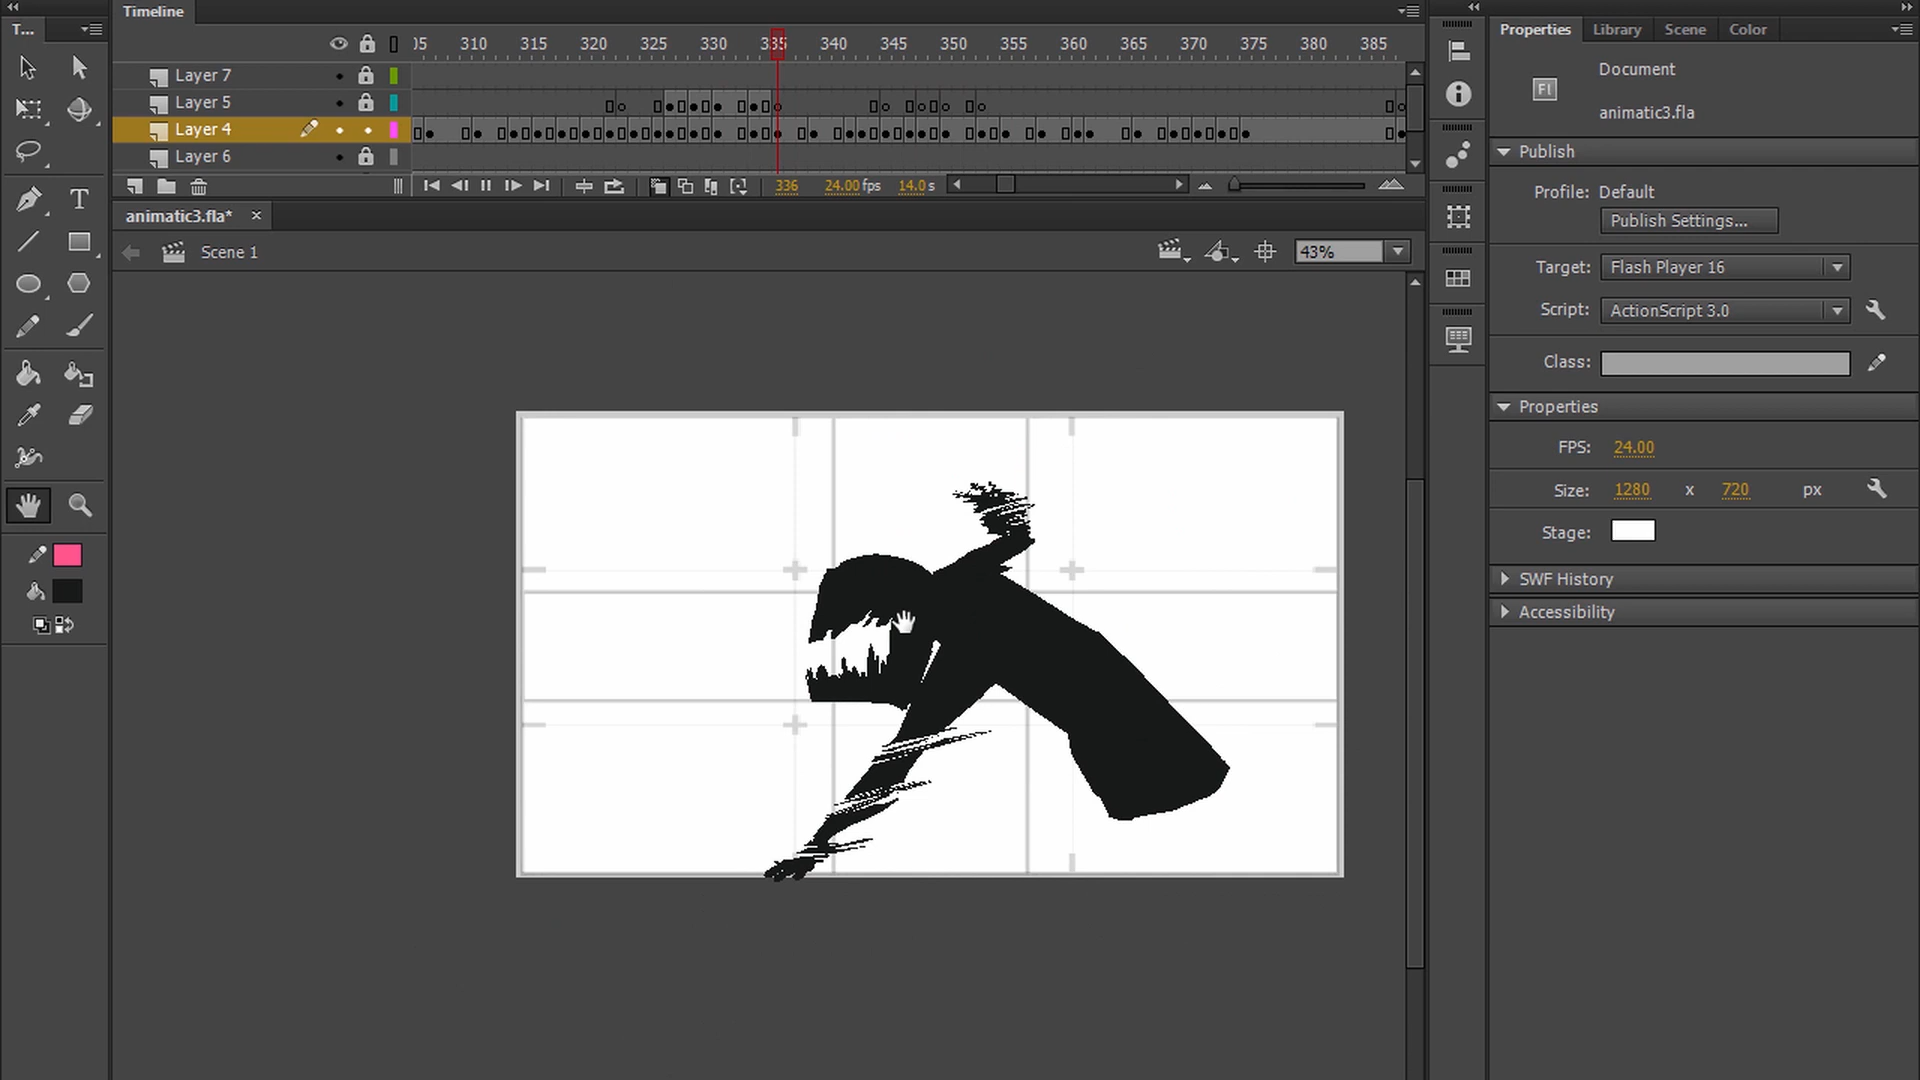 T...
Timeline
Properties Library Scene Color
305 310 315 320 325 330 335 340 345 350 355 360 365 370 375 380 385
Layer 7
Layer 5
Layer 4
Layer 6
336 24.00 fps 14.0 s
animatic3.fla*
Scene 1
43%
Fl
Document
animatic3.fla
Publish
Profile: Default
Publish Settings...
Target: Flash Player 16
Script: ActionScript 3.0
Class:
Properties
FPS: 24.00
Size: 1280 x 720 px
Stage:
SWF History
Accessibility